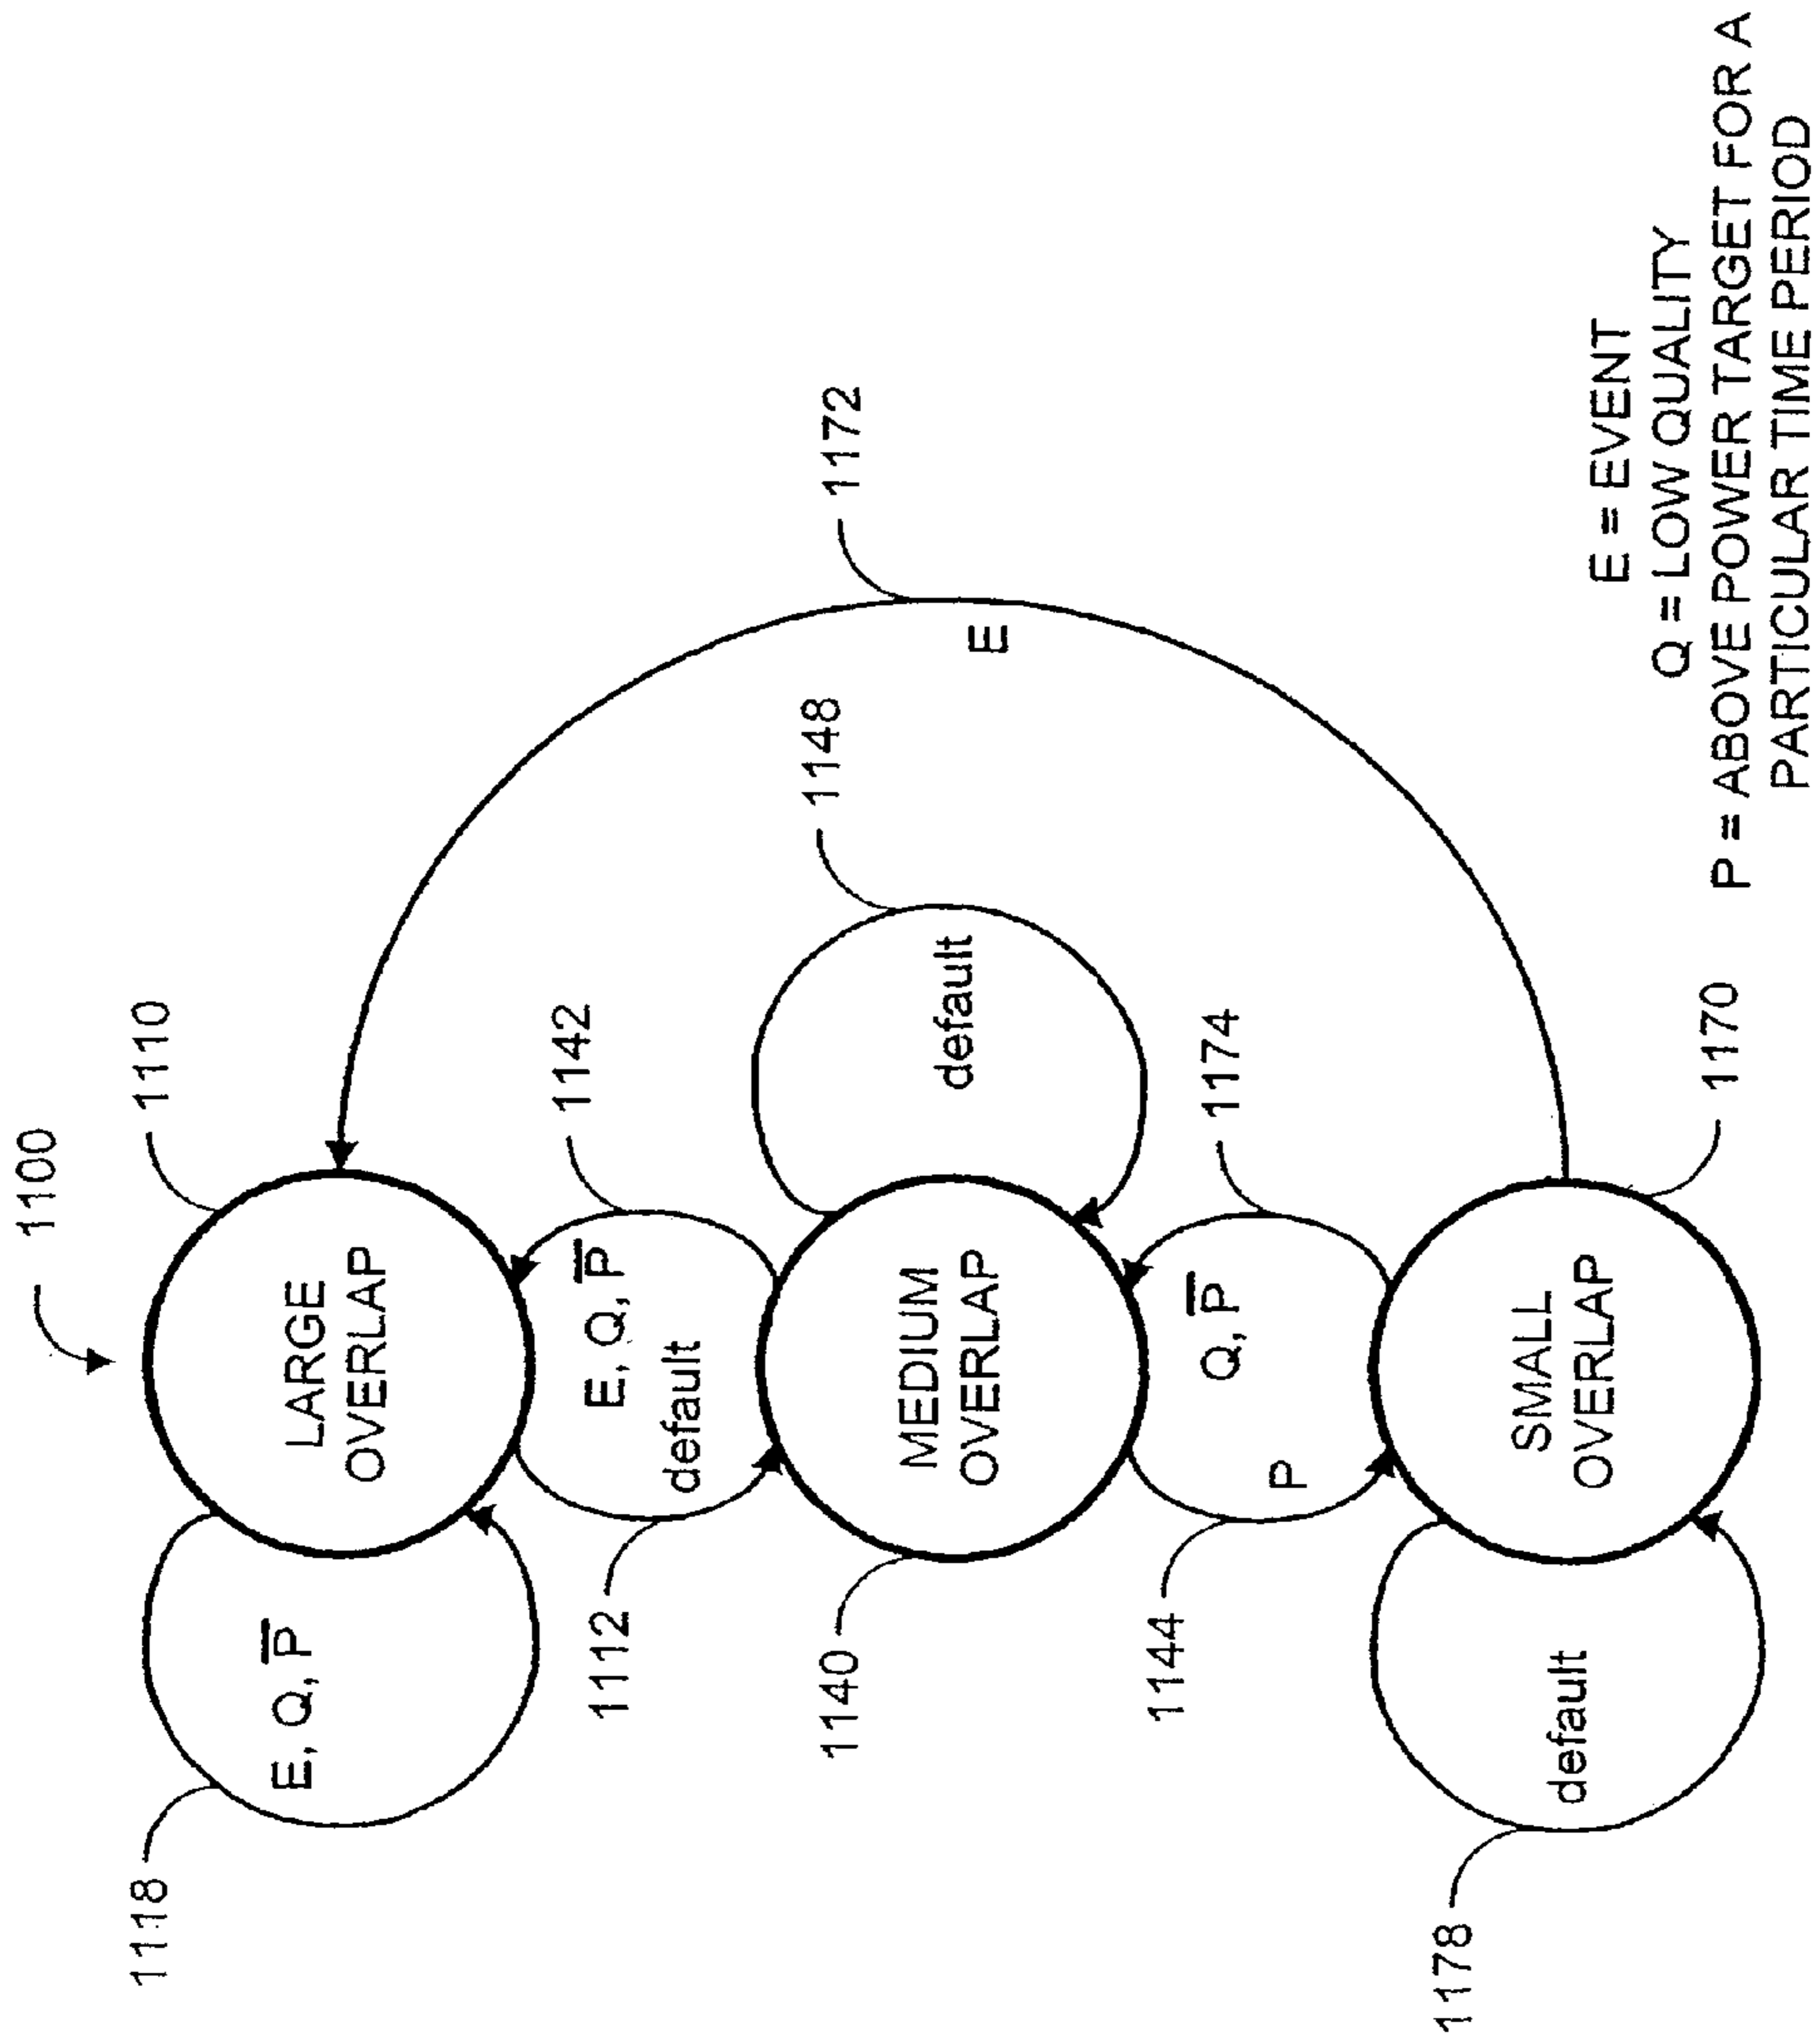 1100
1118
E, Q, P̅
LARGE
OVERLAP
1110
1112
default
E, Q, P̅
1142
1140
MEDIUM
OVERLAP
default
1148
E
1172
1144
P
Q, P̅
1174
1178
default
SMALL
OVERLAP
1170
E = EVENT
Q = LOW QUALITY
P = ABOVE POWER TARGET FOR A
PARTICULAR TIME PERIOD